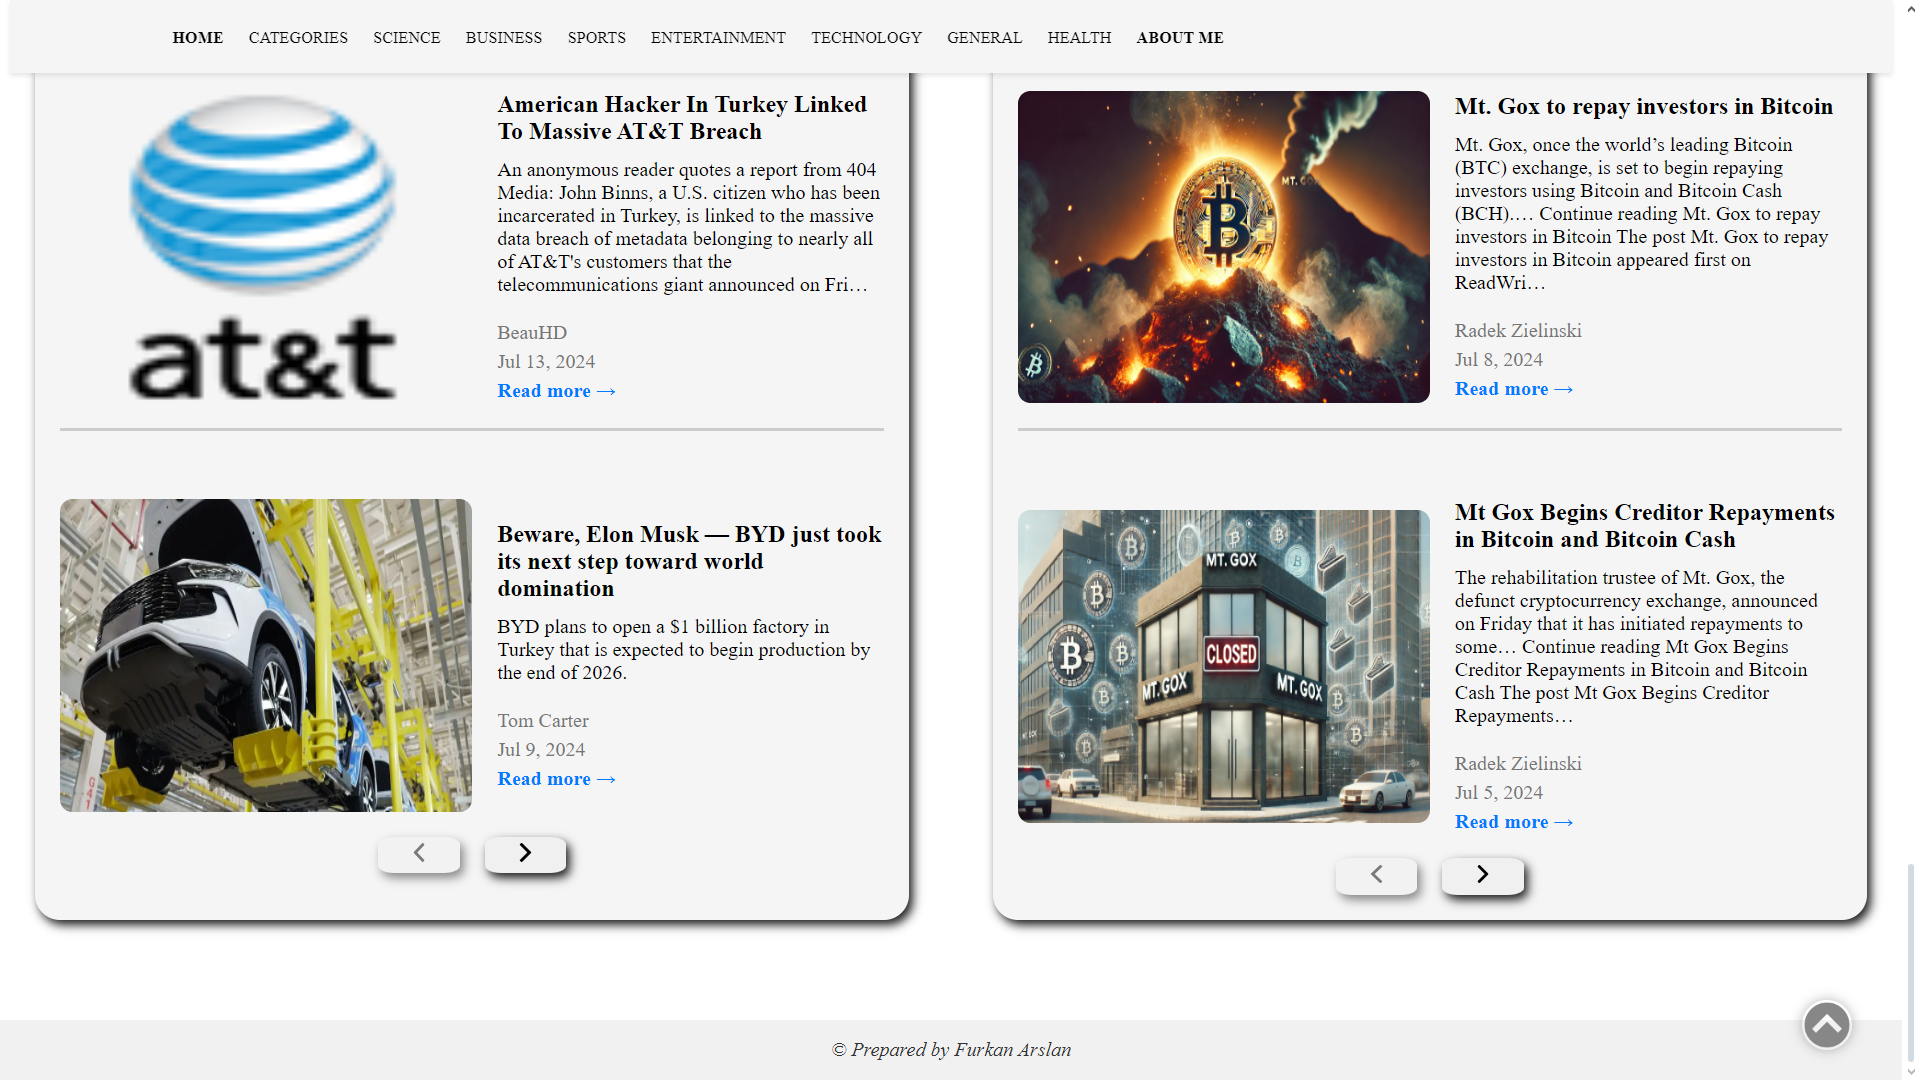 HOME CATEGORIES SCIENCE BUSINESS SPORTS ENTERTAINMENT TECHNOLOGY GENERAL HEALTH ABOUT ME
at&t
American Hacker In Turkey Linked
To Massive AT&T Breach
An anonymous reader quotes a report from 404
Media: John Binns, a U.S. citizen who has been
incarcerated in Turkey, is linked to the massive
data breach of metadata belonging to nearly all
of AT&T's customers that the
telecommunications giant announced on Fri…
BeauHD
Jul 13, 2024
Read more →
Beware, Elon Musk — BYD just took
its next step toward world
domination
BYD plans to open a $1 billion factory in
Turkey that is expected to begin production by
the end of 2026.
Tom Carter
Jul 9, 2024
Read more →
MT. GOX
Mt. Gox to repay investors in Bitcoin
Mt. Gox, once the world’s leading Bitcoin
(BTC) exchange, is set to begin repaying
investors using Bitcoin and Bitcoin Cash
(BCH).… Continue reading Mt. Gox to repay
investors in Bitcoin The post Mt. Gox to repay
investors in Bitcoin appeared first on
ReadWri…
Radek Zielinski
Jul 8, 2024
Read more →
MT. GOX
CLOSED
MT. GOX
MT. GOX
Mt Gox Begins Creditor Repayments
in Bitcoin and Bitcoin Cash
The rehabilitation trustee of Mt. Gox, the
defunct cryptocurrency exchange, announced
on Friday that it has initiated repayments to
some… Continue reading Mt Gox Begins
Creditor Repayments in Bitcoin and Bitcoin
Cash The post Mt Gox Begins Creditor
Repayments…
Radek Zielinski
Jul 5, 2024
Read more →
© Prepared by Furkan Arslan